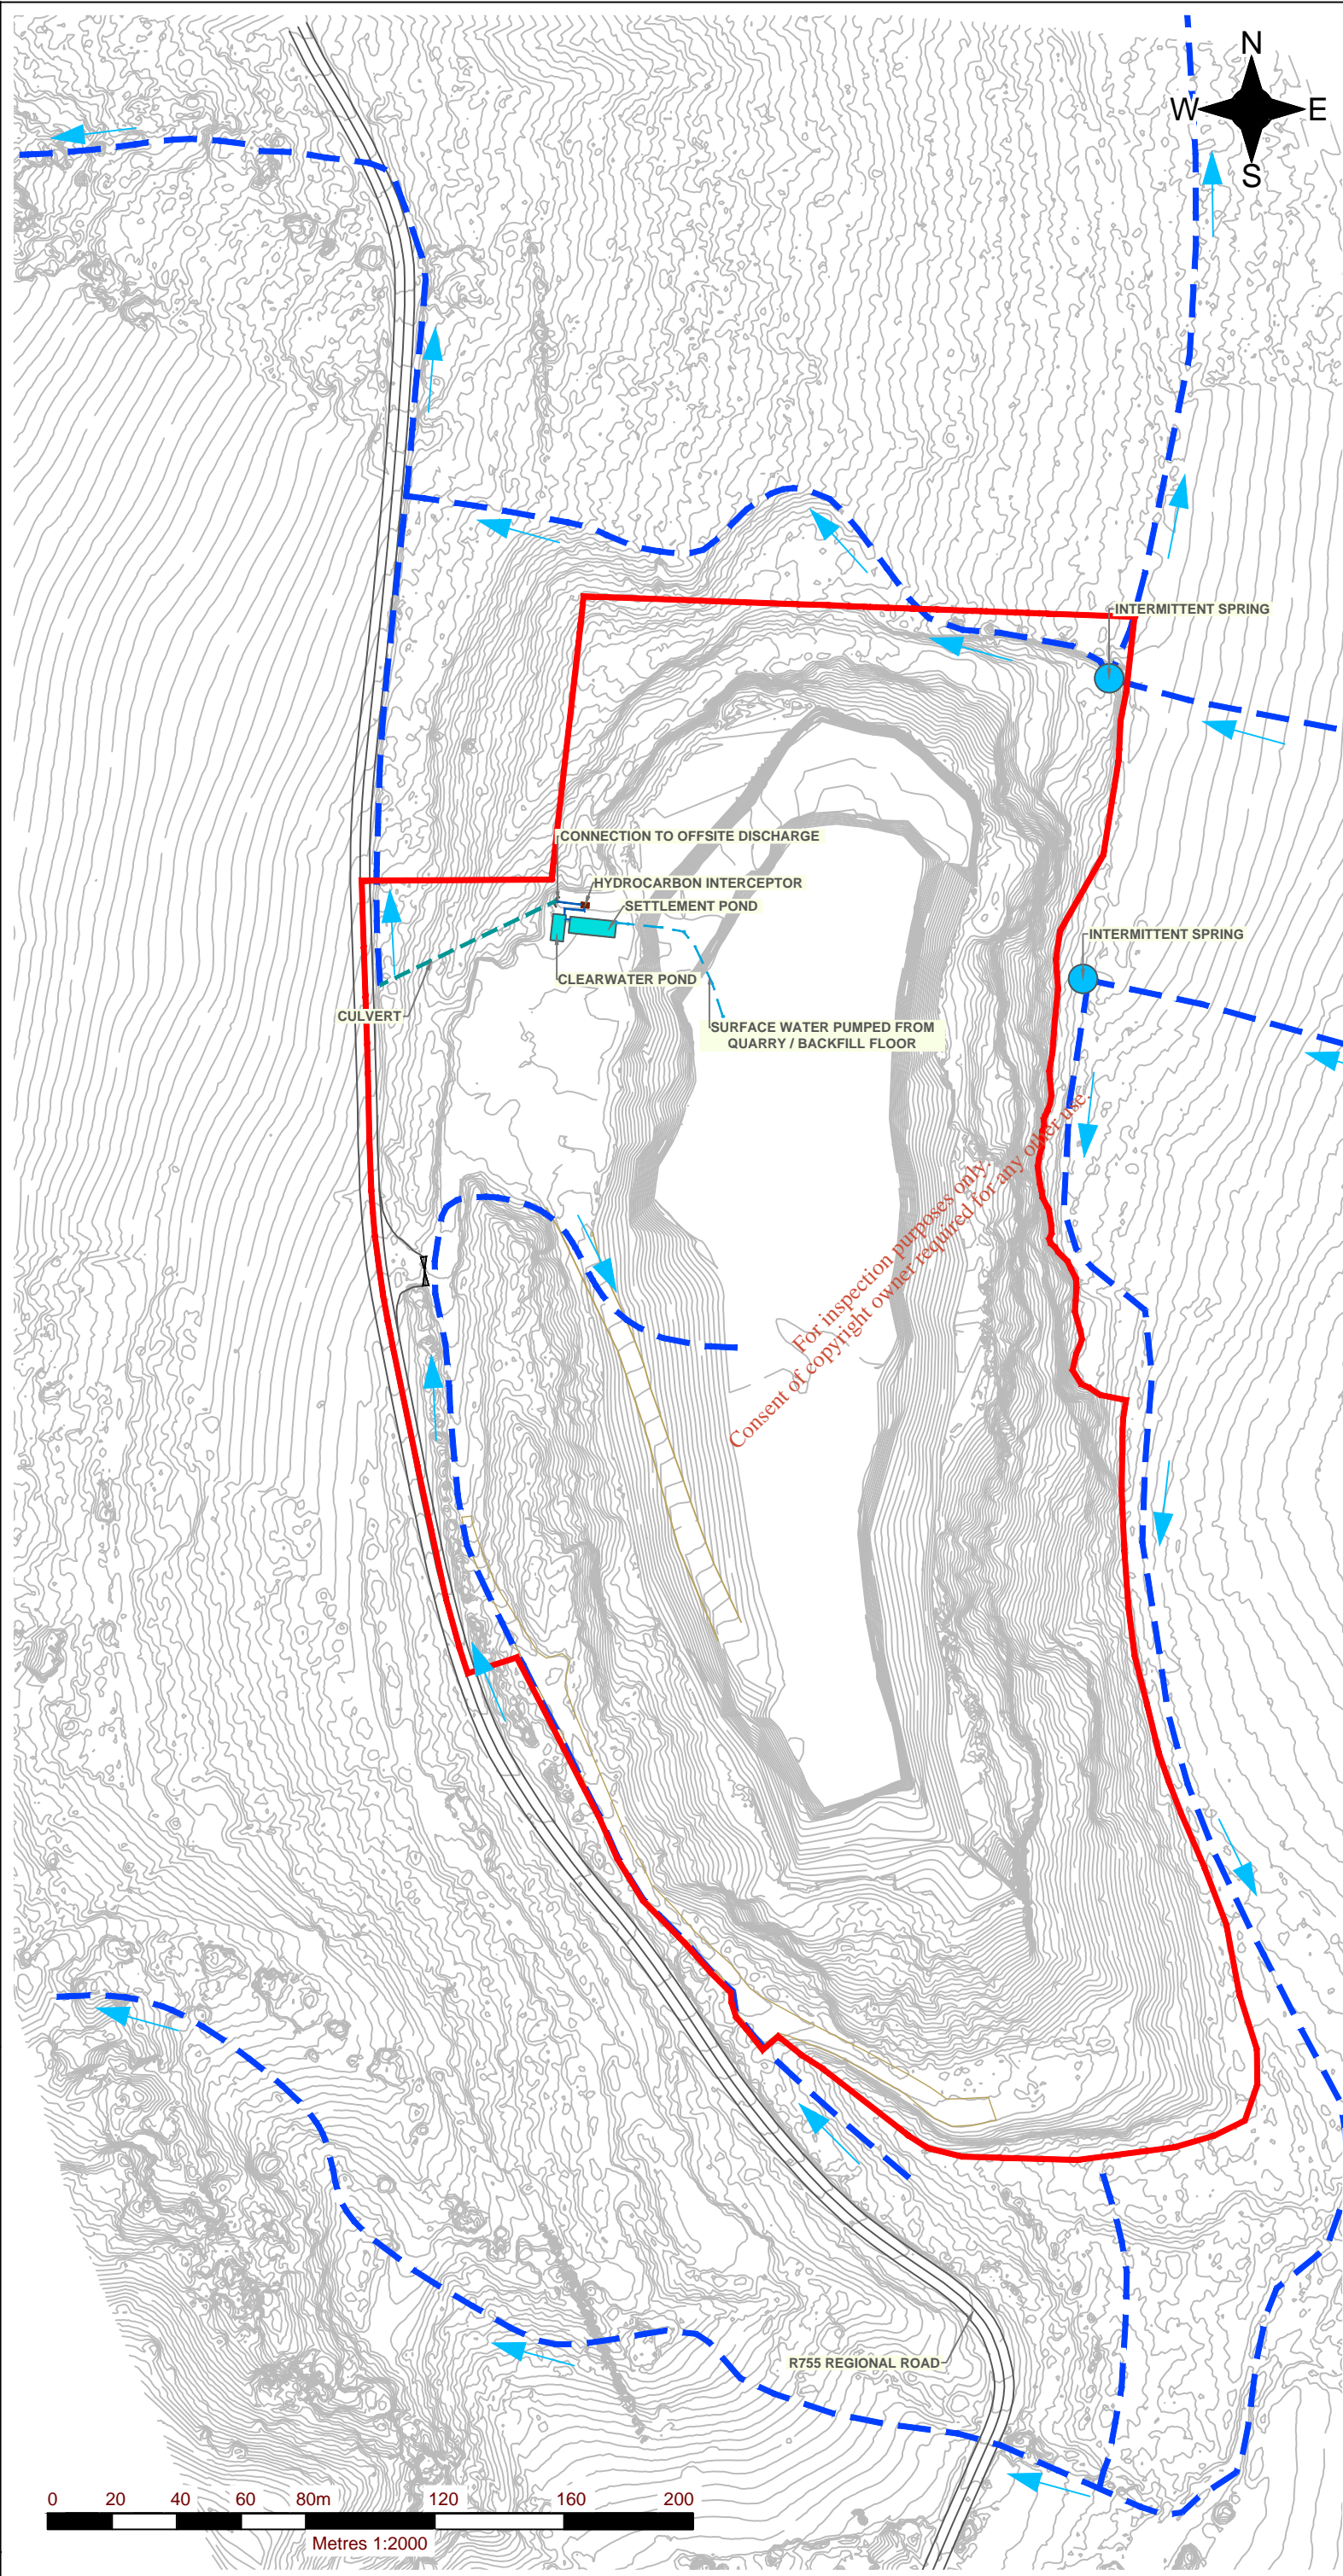 N
W E
S
INTERMITTENT SPRING
CONNECTION TO OFFSITE DISCHARGE
HYDROCARBON INTERCEPTOR
SETTLEMENT POND
INTERMITTENT SPRING
CLEARWATER POND
CULVERT
SURFACE WATER PUMPED FROM
QUARRY / BACKFILL FLOOR
For inspection purposes only.
Consent of copyright owner required for any other use.
R755 REGIONAL ROAD
0 20 40 60 80m 120 160 200
Metres 1:2000